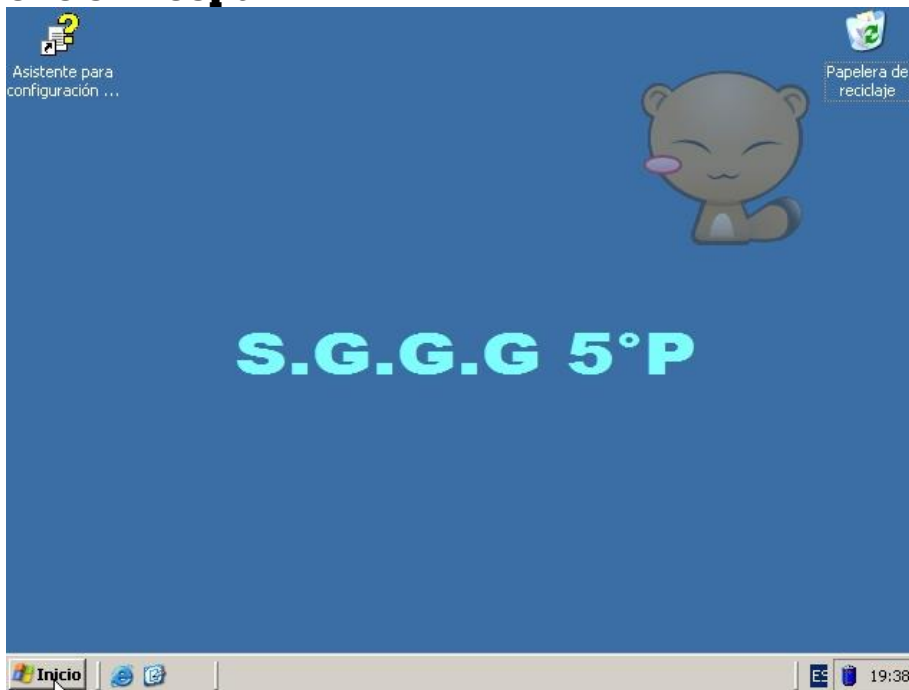 Asistente para
configuración ...
Papelera de
reciclaje
S.G.G.G 5°P
Inicio
ES
19:38